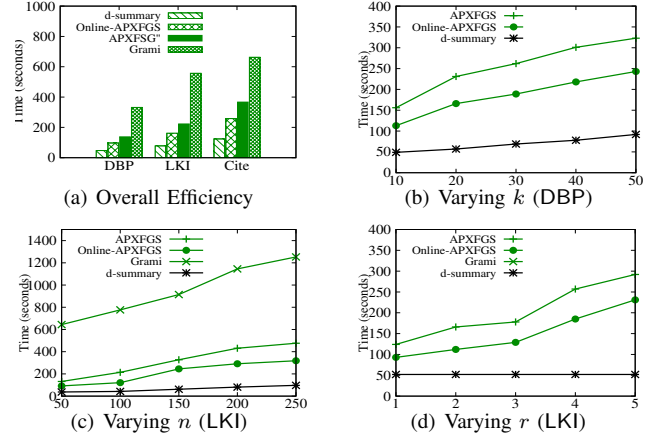 d-summary
Online-APXFGS
APXFSG"
Grami
Time (seconds)
1000
800
600
400
200
0
DBP LKI Cite
(a) Overall Efficiency
APXFGS
Online-APXFGS
d-summary
Time (seconds)
400
350
300
250
200
150
100
50
0
10 20 30 40 50
(b) Varying k (DBP)
APXFGS
Online-APXFGS
Grami
d-summary
Time (seconds)
1400
1200
1000
800
600
400
200
0
50 100 150 200 250
(c) Varying n (LKI)
APXFGS
Online-APXFGS
Grami
d-summary
Time (seconds)
400
350
300
250
200
150
100
50
0
1 2 3 4 5
(d) Varying r (LKI)